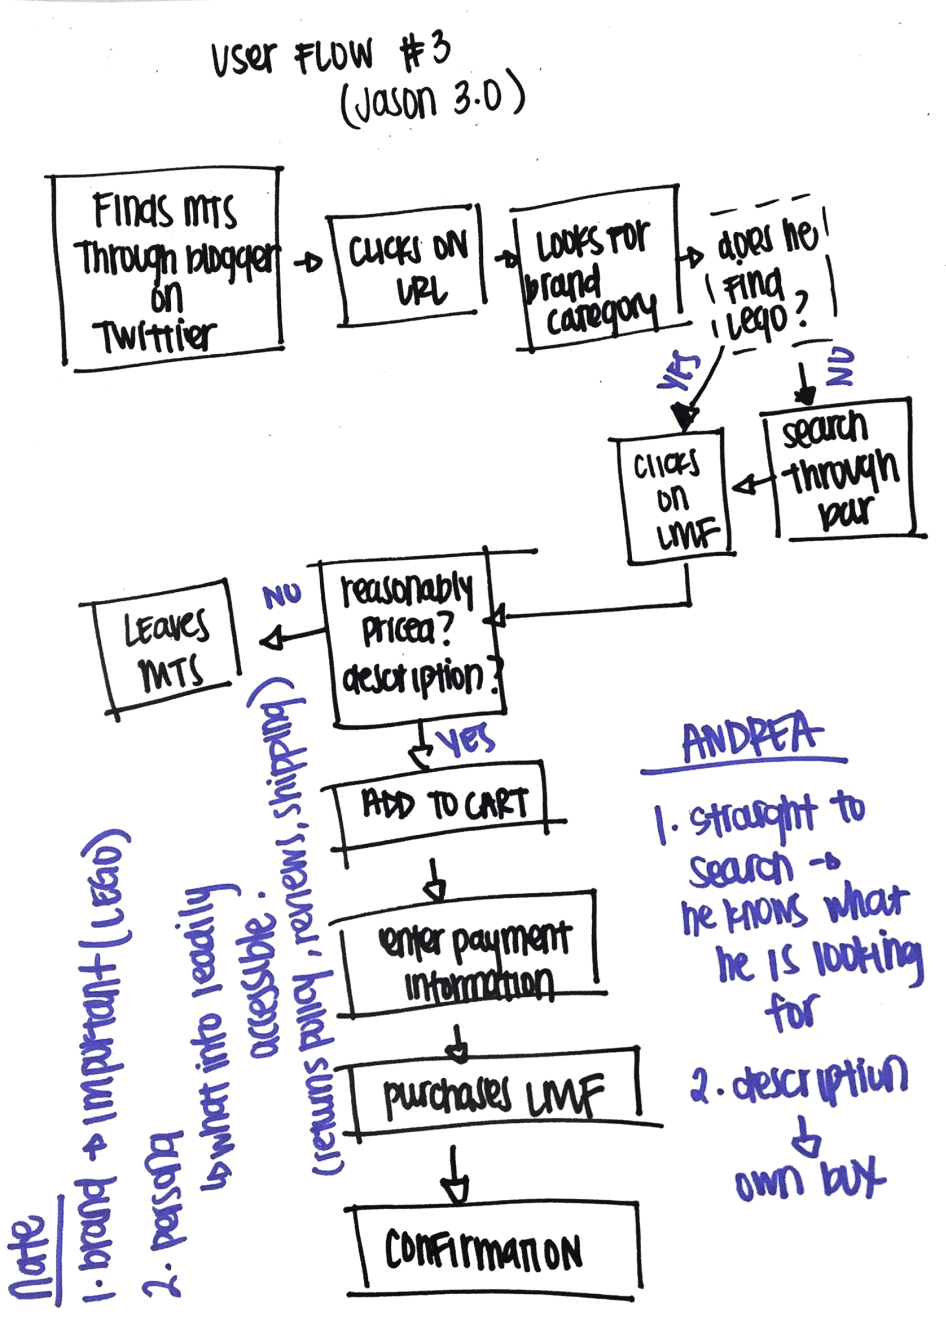 User FLOW #3
(Jason 3.0)
Finds MTS
Through blogger
on
Twittier
CLICKS ON
URL
LOOKS FOR
brand
category
does he
Find
Lego?
YES
NO
search
through
bar
Clicks
on
LMF
reasonably
priced?
description?
NO
LEAVES
MTS
YES
ADD TO CART
enter payment
information
purchases LMF
CONFIRMATION
ANDREA
1. straight to
search →
he knows what
he is looking
for
2. description
↓
own box
Nate
1. brand → important (LEGO)
2. persona
↳ what info readily
accessible.
(returns policy, reviews, shipping)